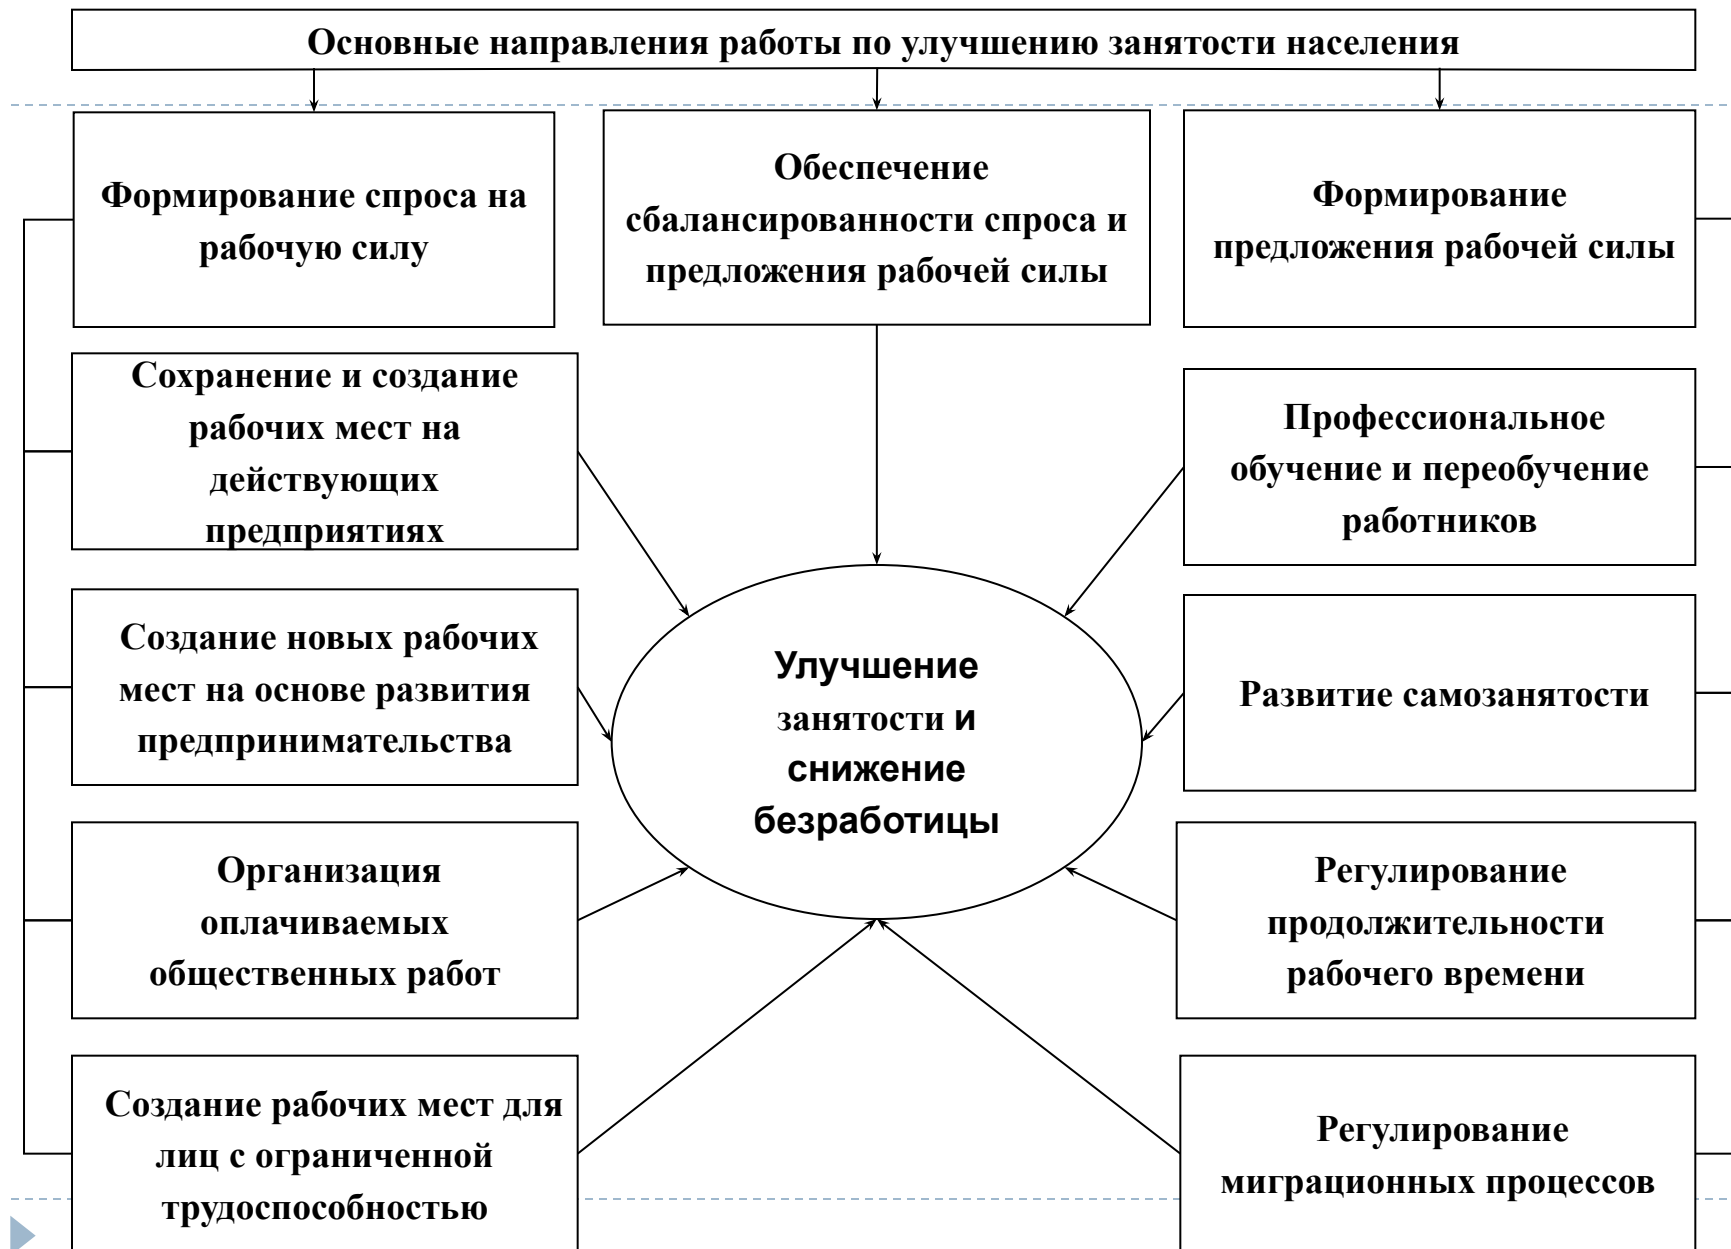 Основные направления работы по улучшению занятости населения
Формирование спроса на
рабочую силу
Обеспечение
сбалансированности спроса и
предложения рабочей силы
Формирование
предложения рабочей силы
Сохранение и создание
рабочих мест на
действующих
предприятиях
Профессиональное
обучение и переобучение
работников
Создание новых рабочих
мест на основе развития
предпринимательства
Улучшение
занятости и
снижение
безработицы
Развитие самозанятости
Организация
оплачиваемых
общественных работ
Регулирование
продолжительности
рабочего времени
Создание рабочих мест для
лиц с ограниченной
трудоспособностью
Регулирование
миграционных процессов